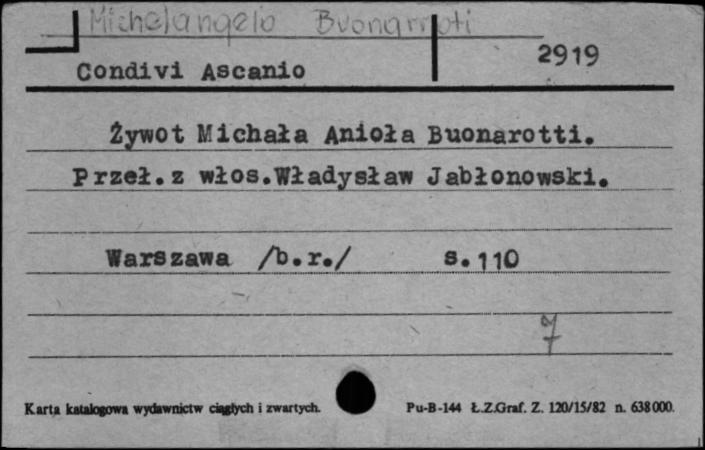 Michelangelo Buonarroti
2919
Condivi Ascanio
Żywot Michała Anioła Buonarotti.
Przeł.z włos.Władysław Jabłonowski.
Warszawa /b.r./ s.110
7
Karta katalogowa wydawnictw ciągłych i zwartych. Pu-B-144 Ł.Z.Graf. Z. 120/15/82 n. 638000.